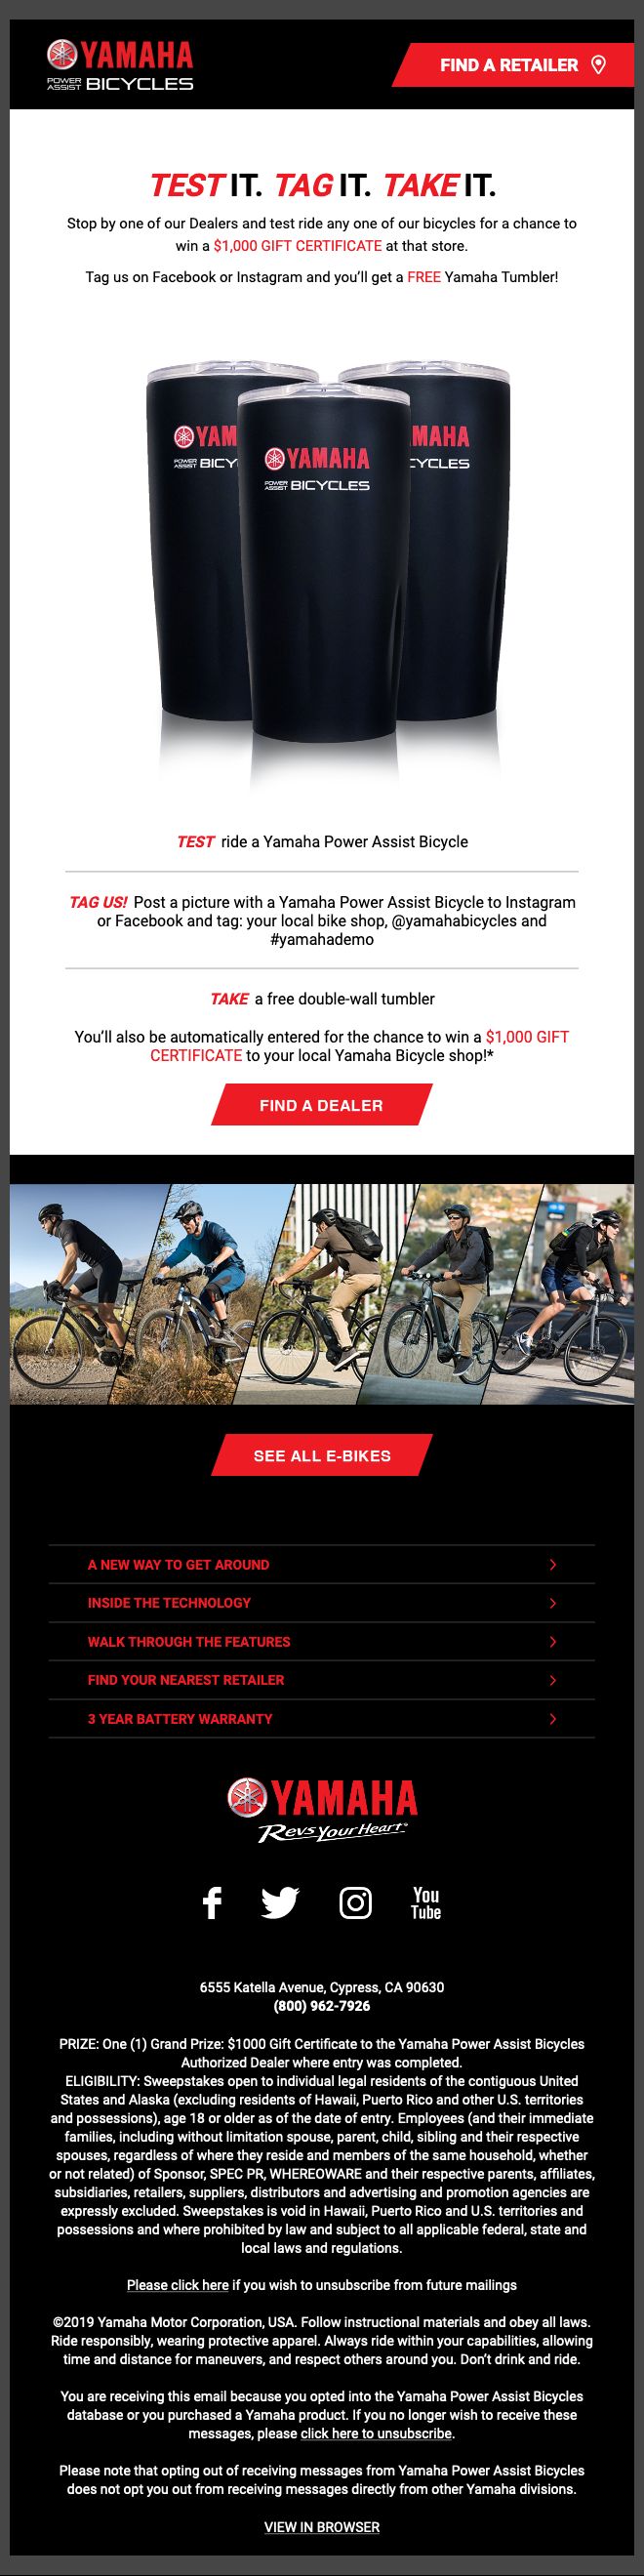 YAMAHA
POWER ASSIST BICYCLES
FIND A RETAILER
TEST IT. TAG IT. TAKE IT.
Stop by one of our Dealers and test ride any one of our bicycles for a chance to
win a $1,000 GIFT CERTIFICATE at that store.
Tag us on Facebook or Instagram and you’ll get a FREE Yamaha Tumbler!
YAM
POWER ASSIST BICY
YAMAHA
POWER ASSIST BICYCLES
MAHA
CYCLES
TEST ride a Yamaha Power Assist Bicycle
TAG US! Post a picture with a Yamaha Power Assist Bicycle to Instagram
or Facebook and tag: your local bike shop, @yamahabicycles and
#yamahademo
TAKE a free double-wall tumbler
You’ll also be automatically entered for the chance to win a $1,000 GIFT
CERTIFICATE to your local Yamaha Bicycle shop!*
FIND A DEALER
SEE ALL E-BIKES
A NEW WAY TO GET AROUND
INSIDE THE TECHNOLOGY
WALK THROUGH THE FEATURES
FIND YOUR NEAREST RETAILER
3 YEAR BATTERY WARRANTY
YAMAHA
Revs Your Heart
You
Tube
6555 Katella Avenue, Cypress, CA 90630
(800) 962-7926
PRIZE: One (1) Grand Prize: $1000 Gift Certificate to the Yamaha Power Assist Bicycles
Authorized Dealer where entry was completed.
ELIGIBILITY: Sweepstakes open to individual legal residents of the contiguous United
States and Alaska (excluding residents of Hawaii, Puerto Rico and other U.S. territories
and possessions), age 18 or older as of the date of entry. Employees (and their immediate
families, including without limitation spouse, parent, child, sibling and their respective
spouses, regardless of where they reside and members of the same household, whether
or not related) of Sponsor, SPEC PR, WHEREOWARE and their respective parents, affiliates,
subsidiaries, retailers, suppliers, distributors and advertising and promotion agencies are
expressly excluded. Sweepstakes is void in Hawaii, Puerto Rico and U.S. territories and
possessions and where prohibited by law and subject to all applicable federal, state and
local laws and regulations.
Please click here if you wish to unsubscribe from future mailings
©2019 Yamaha Motor Corporation, USA. Follow instructional materials and obey all laws.
Ride responsibly, wearing protective apparel. Always ride within your capabilities, allowing
time and distance for maneuvers, and respect others around you. Don’t drink and ride.
You are receiving this email because you opted into the Yamaha Power Assist Bicycles
database or you purchased a Yamaha product. If you no longer wish to receive these
messages, please click here to unsubscribe.
Please note that opting out of receiving messages from Yamaha Power Assist Bicycles
does not opt you out from receiving messages directly from other Yamaha divisions.
VIEW IN BROWSER